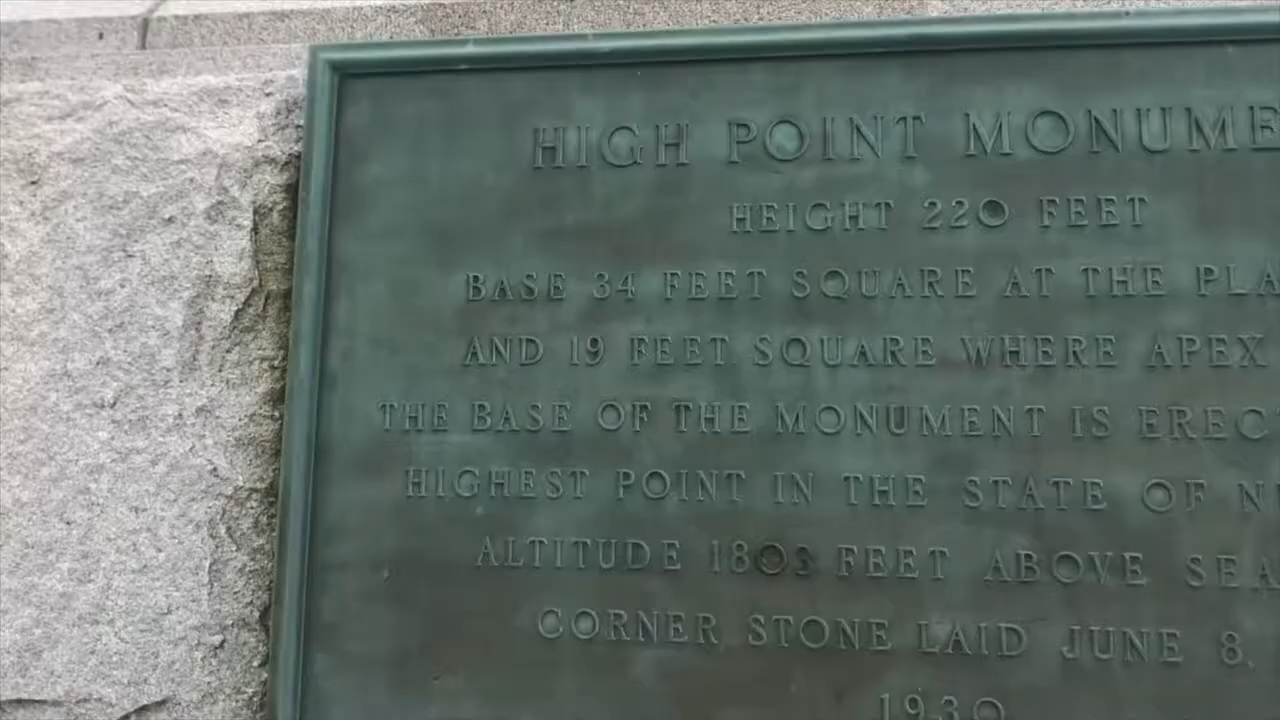 HIGH POINT MONUME
HEIGHT 220 FEET
BASE 34 FEET SQUARE AT THE PLA
AND 19 FEET SQUARE WHERE APEX
THE BASE OF THE MONUMENT IS EREC
HIGHEST POINT IN THE STATE OF N
ALTITUDE 1803 FEET ABOVE SEA
CORNER STONE LAID JUNE 8,
1930